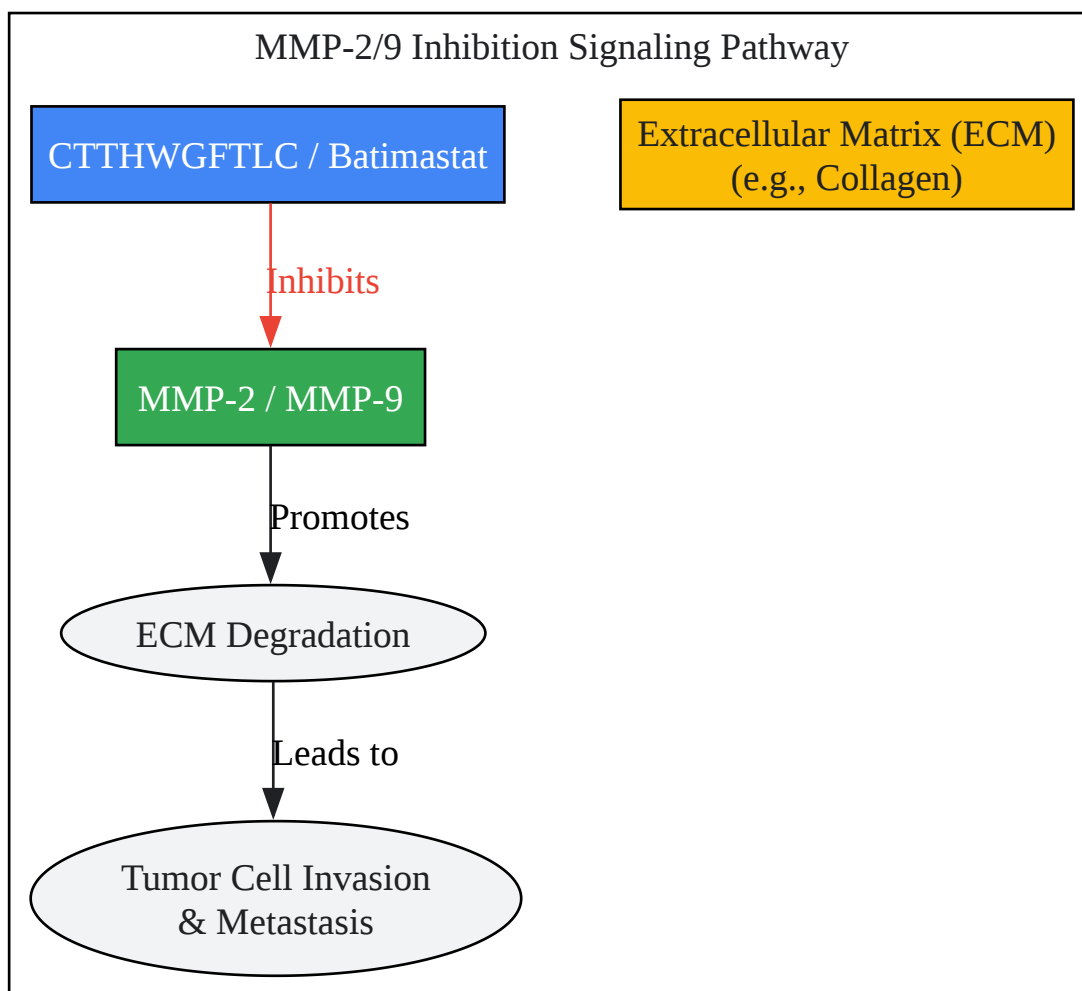 MMP-2/9 Inhibition Signaling Pathway
CTTHWGFTLC / Batimastat
Extracellular Matrix (ECM)
(e.g., Collagen)
Inhibits
MMP-2 / MMP-9
Promotes
ECM Degradation
Leads to
Tumor Cell Invasion
& Metastasis